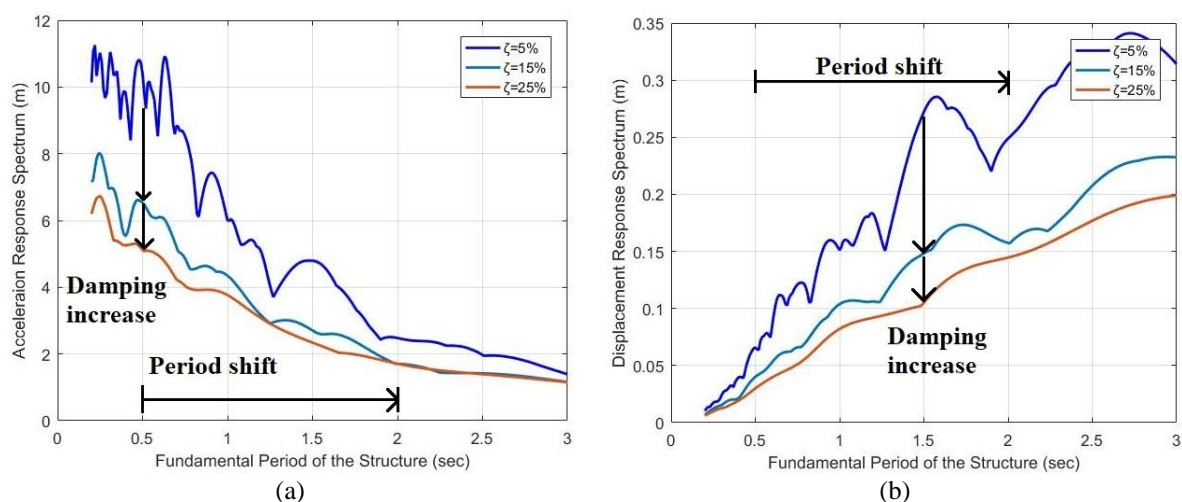 12
10
8
6
4
2
0
0
0.5
1
1.5
2
2.5
3
Acceleraion Response Spectrum (m)
Fundamental Period of the Structure (sec)
ζ=5%
ζ=15%
ζ=25%
Damping
increase
Period shift
(a)
0.35
0.3
0.25
0.2
0.15
0.1
0.05
0
0
0.5
1
1.5
2
2.5
3
Displacement Response Spectrum (m)
Fundamental Period of the Structure (sec)
ζ=5%
ζ=15%
ζ=25%
Period shift
Damping
increase
(b)